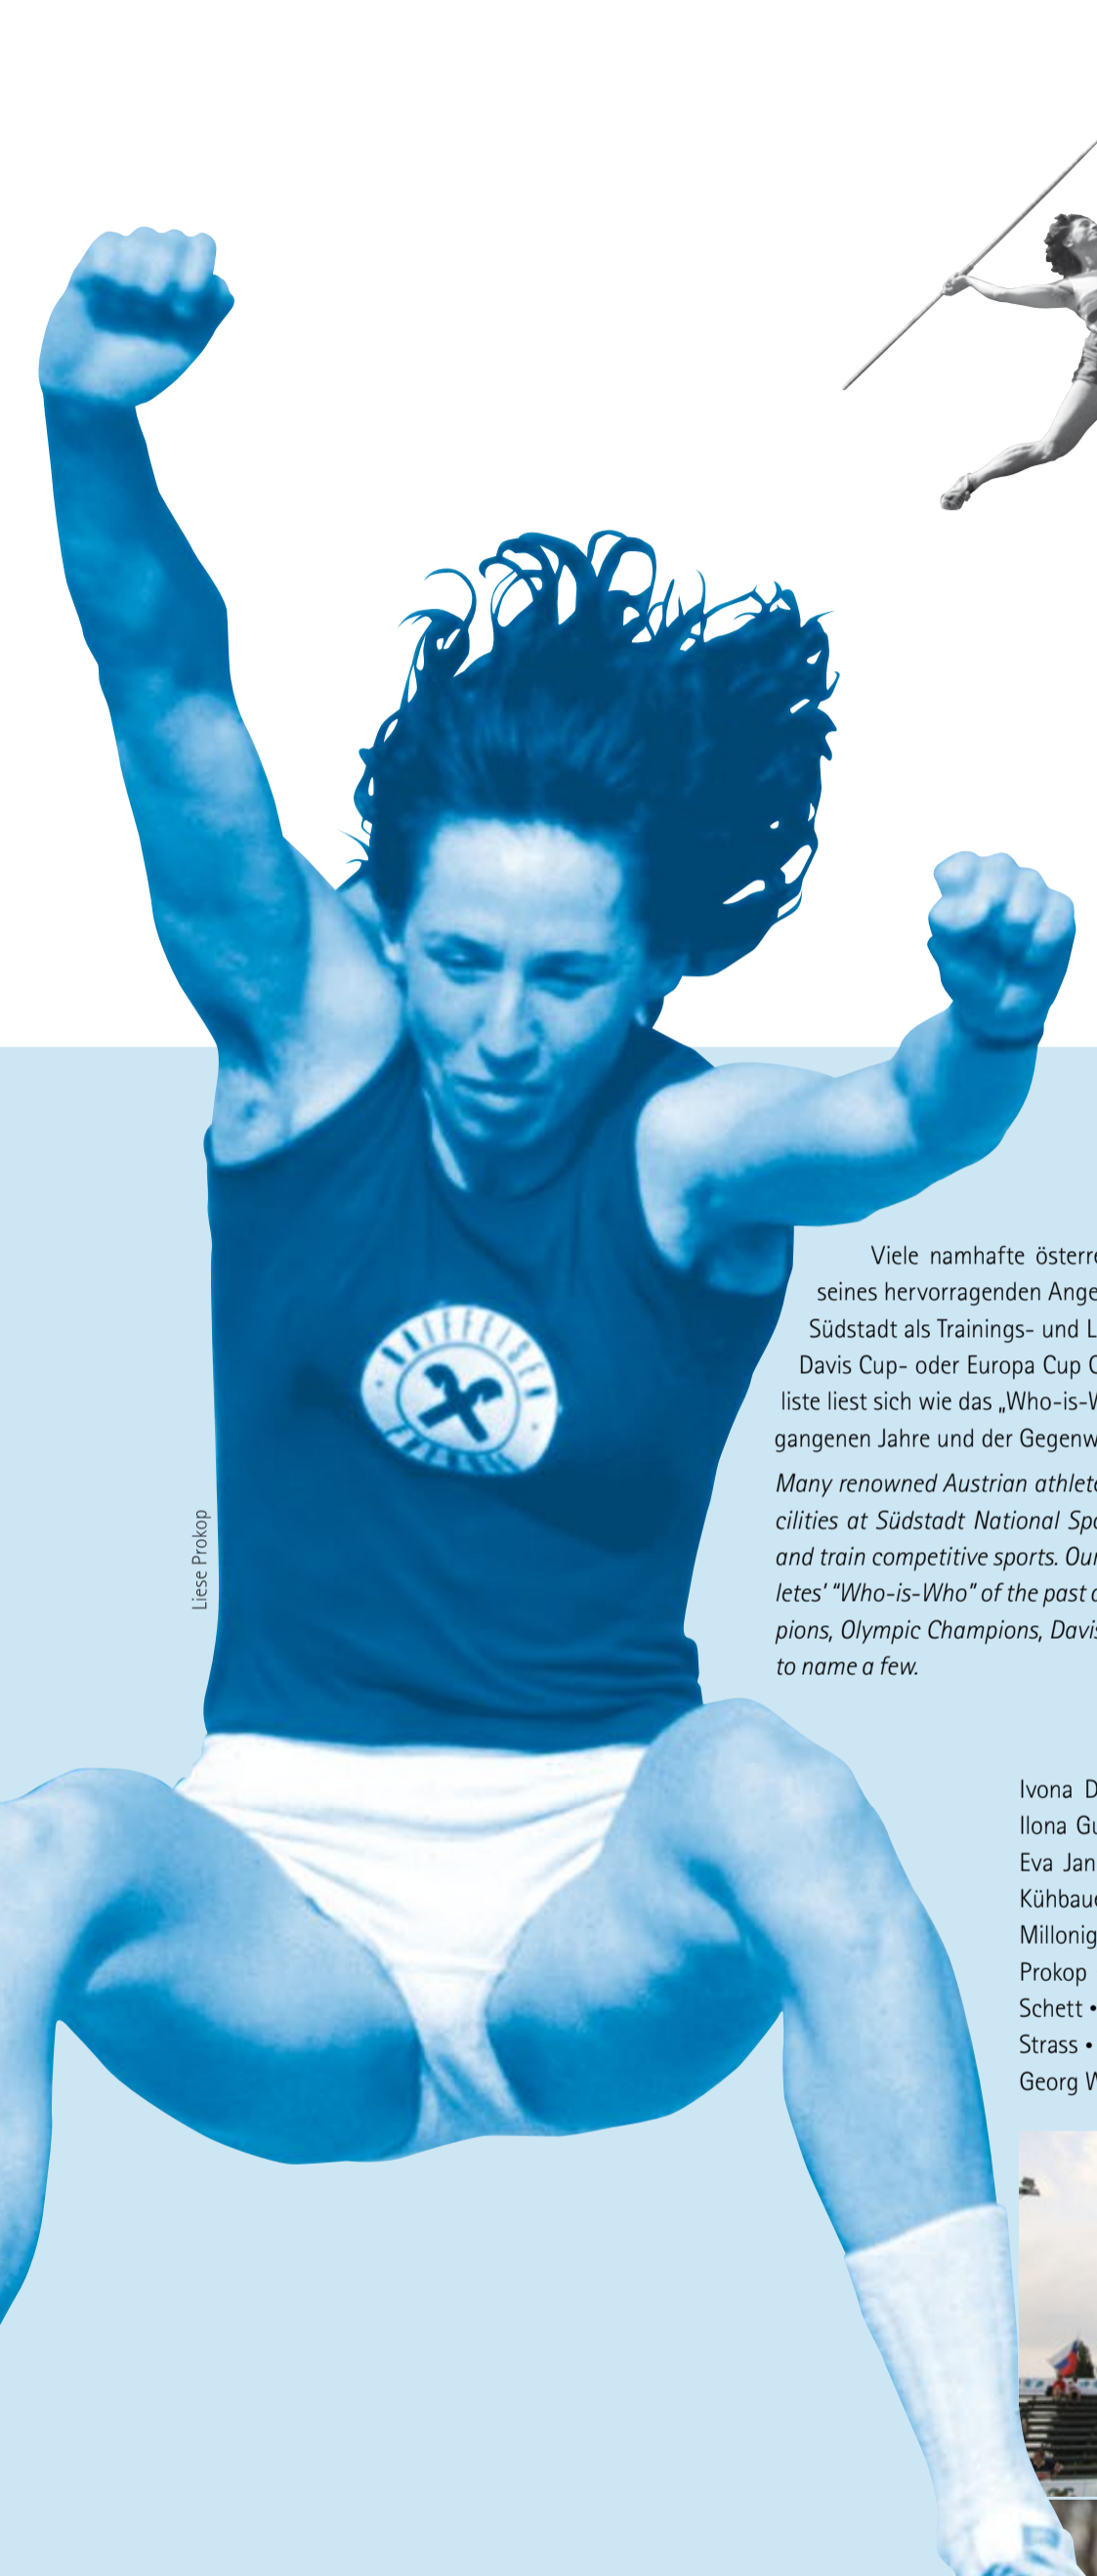 Viele namhafte österre
seines hervorragenden Ange
Südstadt als Trainings- und L
Davis Cup- oder Europa Cup
liste liest sich wie das „Who-is-W
gangenen Jahre und der Gegenw
Many renowned Austrian athlete
cilities at Südstadt National Spo
and train competitive sports. Our
letes' “Who-is-Who” of the past
pions, Olympic Champions, Davis
to name a few.
Liese Prokop
Ivona D
Ilona Gu
Eva Jan
Kühbaue
Millonig
Prokop
Schett •
Strass •
Georg W
RAIFFEISEN